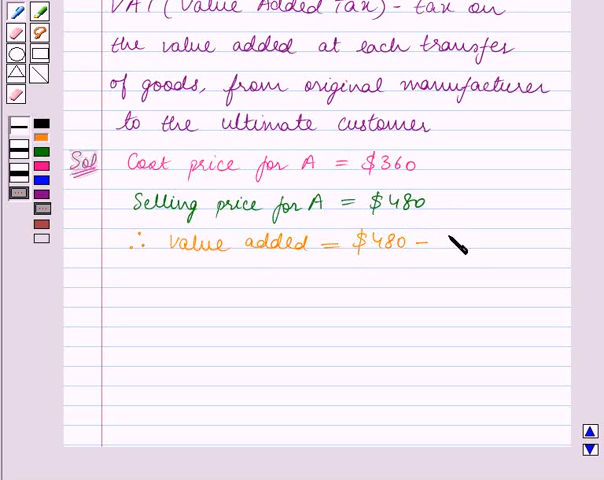 VAT (Value Added Tax) - tax on
the value added at each transfer
of goods, from original manufacturer
to the ultimate customer
Sol
Cost price for A = $360
Selling price for A = $480
∴ value added = $480 -